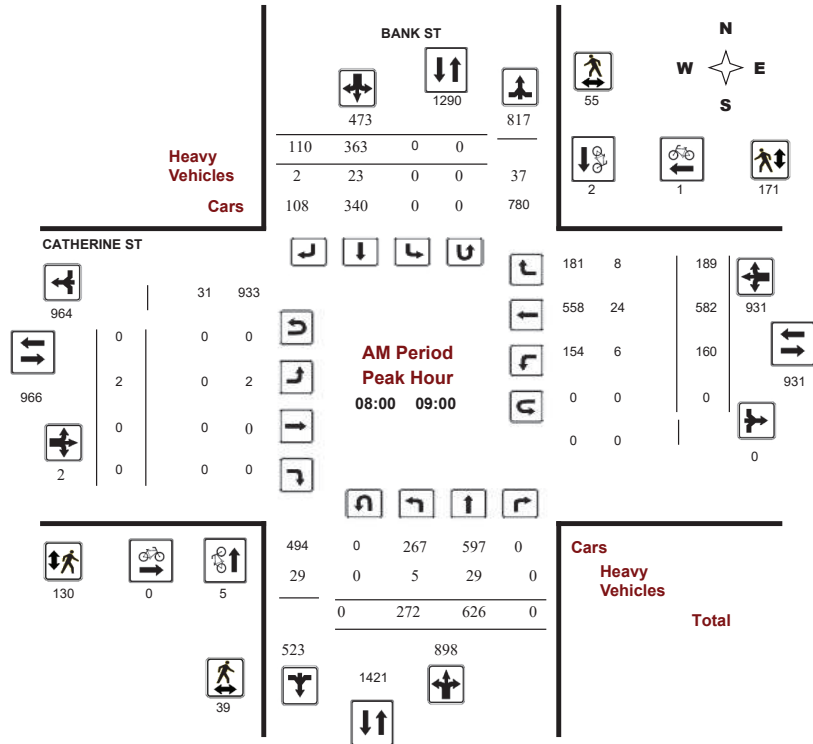 BANK ST
N
W E
S
1290
55
473 817
110 363 0 0
Heavy
Vehicles
2 23 0 0 37
Cars
108 340 0 0 780
2 1 171
CATHERINE ST
964
31 933
0 0 0
966
2 0 2
0 0 0
2
0 0 0
AM Period
Peak Hour
08:00 09:00
181 8 189
931
558 24 582
154 6 160
931
0 0 0
0 0
0
130 0 5
39
494 0 267 597 0
29 0 5 29 0
0 272 626 0
523 898
1421
Cars
Heavy
Vehicles
Total